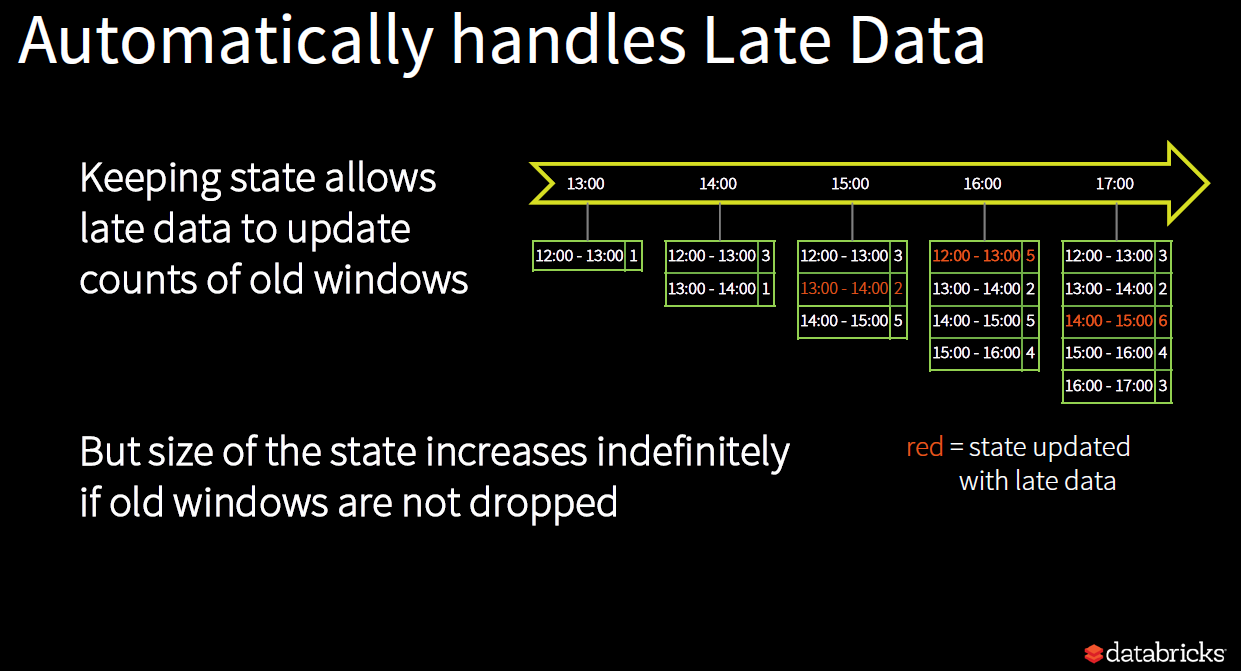 Automatically handles Late Data
Keeping state allows
late data to update
counts of old windows
13:00 14:00 15:00 16:00 17:00
12:00 - 13:00 1
12:00 - 13:00 3
13:00 - 14:00 1
12:00 - 13:00 3
13:00 - 14:00 2
14:00 - 15:00 5
12:00 - 13:00 5
13:00 - 14:00 2
14:00 - 15:00 5
15:00 - 16:00 4
12:00 - 13:00 3
13:00 - 14:00 2
14:00 - 15:00 6
15:00 - 16:00 4
16:00 - 17:00 3
But size of the state increases indefinitely
if old windows are not dropped
red = state updated
with late data
databricks